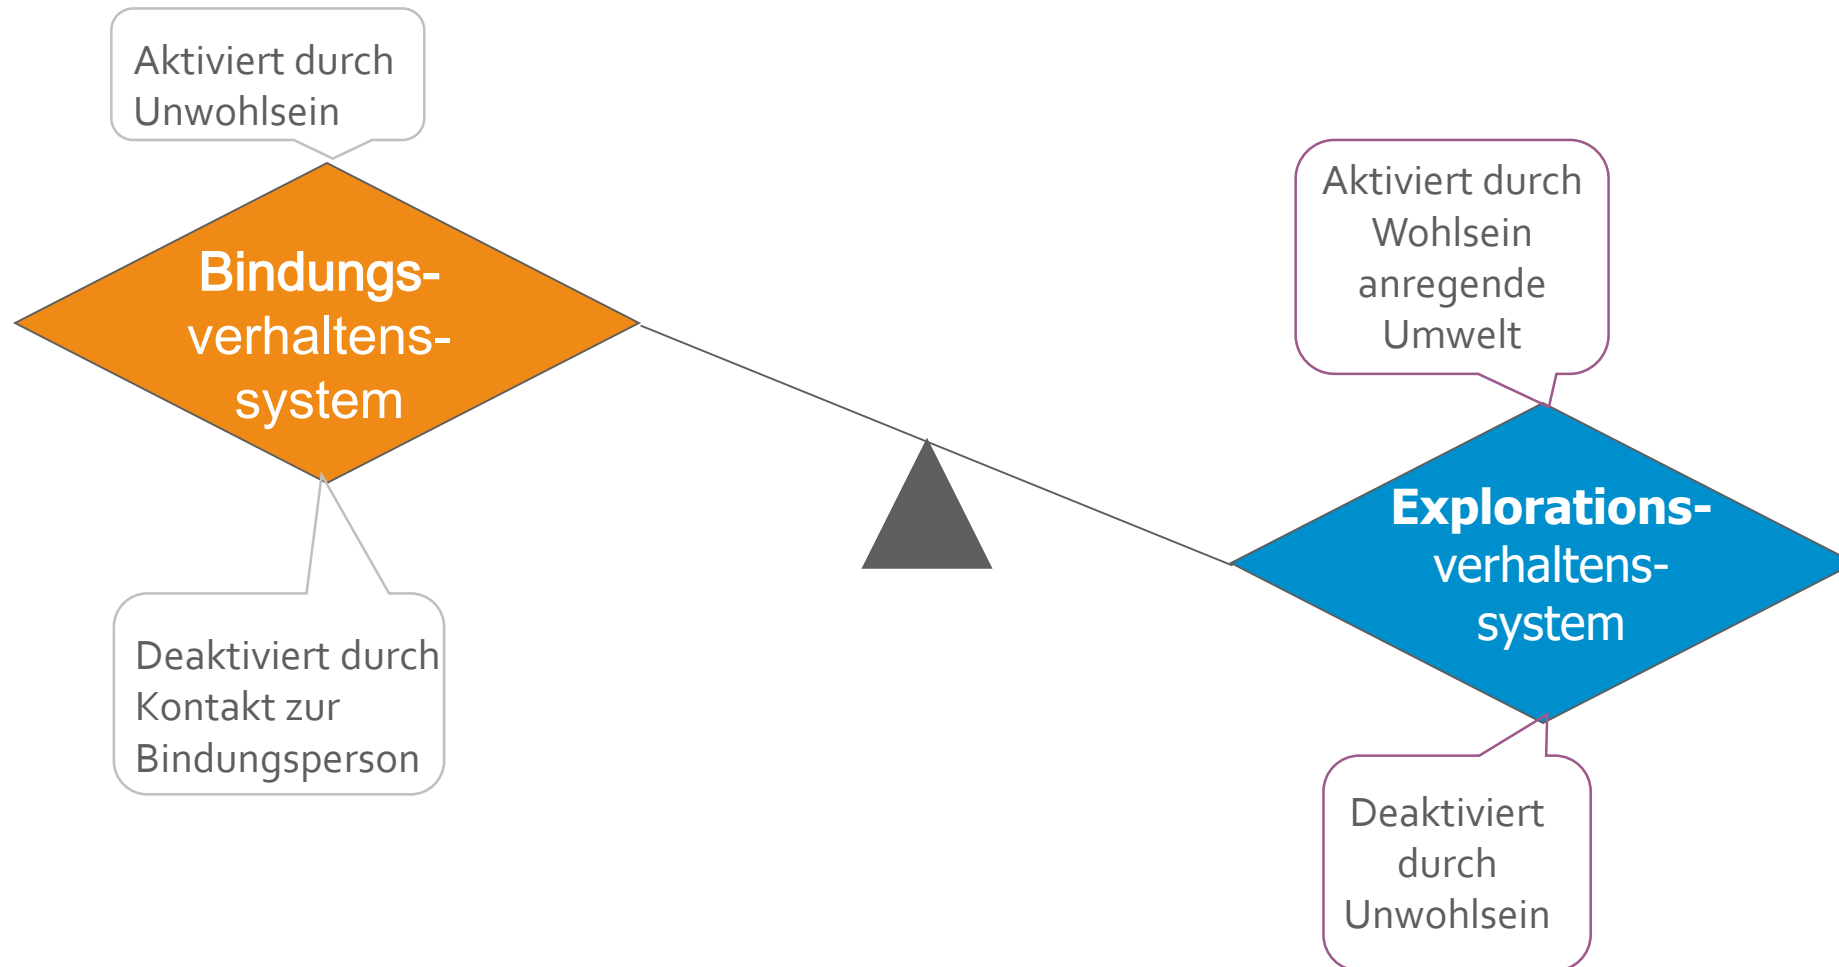 Aktiviert durch
Unwohlsein
Bindungs-
verhaltens-
system
Deaktiviert durch
Kontakt zur
Bindungsperson
Aktiviert durch
Wohlsein
anregende
Umwelt
Explorations-
verhaltens-
system
Deaktiviert
durch
Unwohlsein